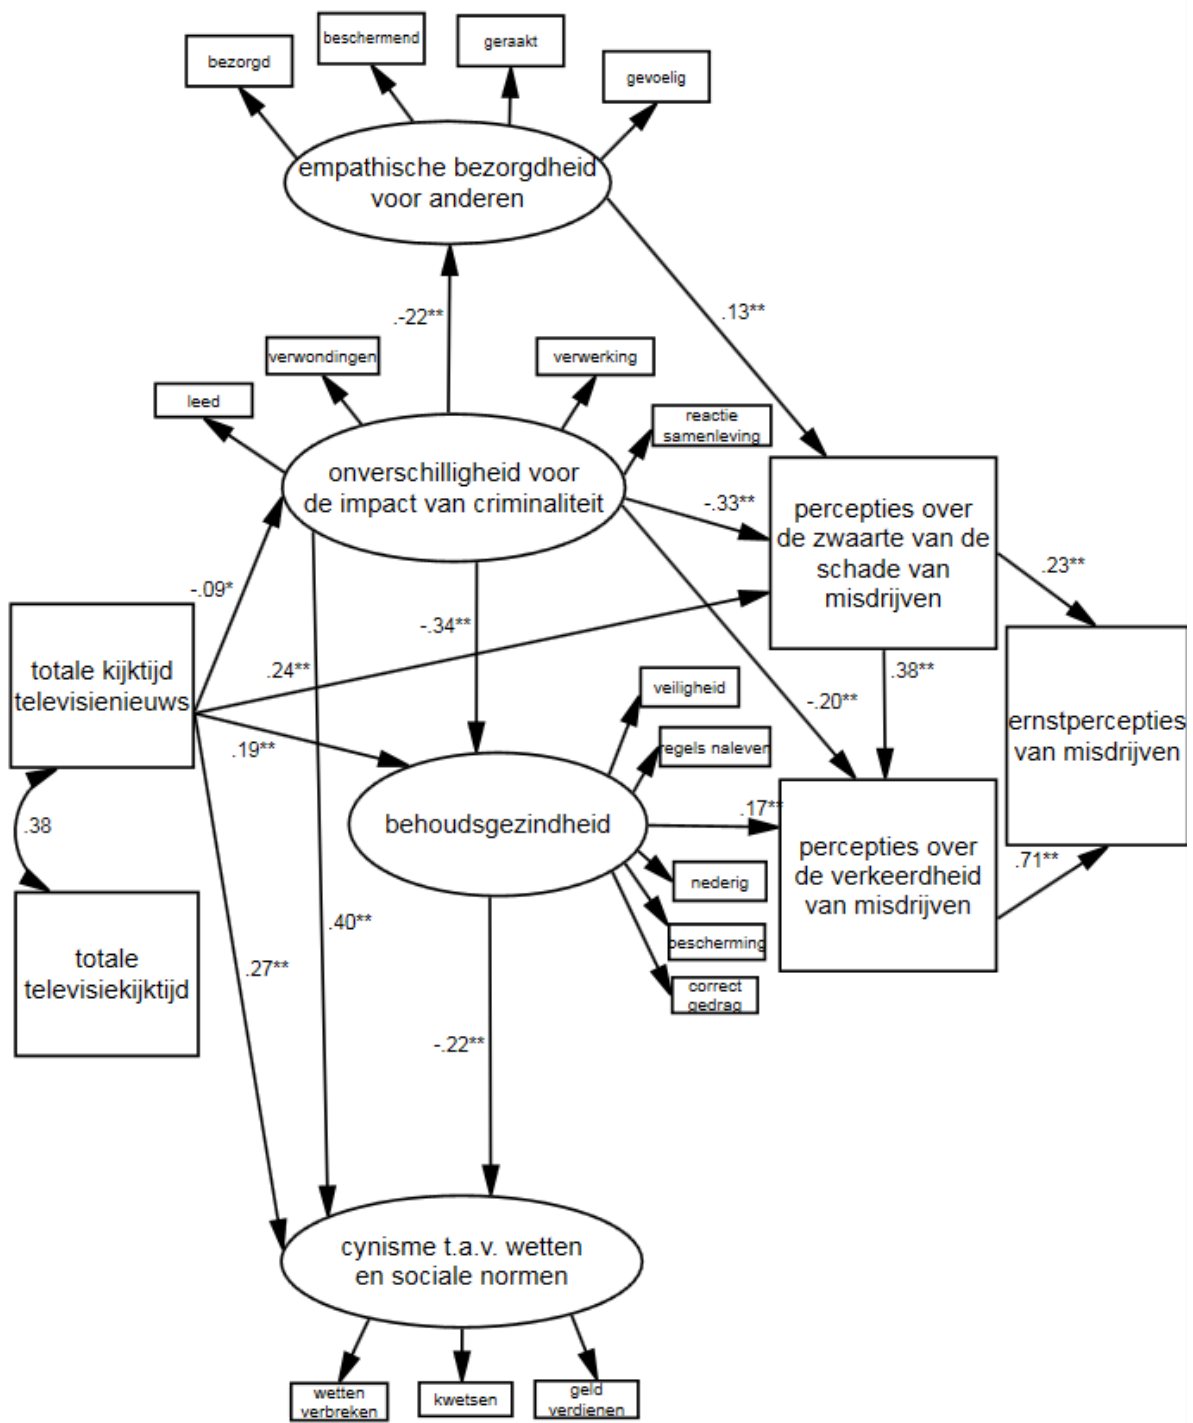 bezorgd
beschermend
geraakt
gevoelig
empathische bezorgdheid
voor anderen
.-22**
.13**
verwondingen
verwerking
leed
reactie
samenleving
onverschilligheid voor
de impact van criminaliteit
-.33**
percepties over
de zwaarte van de
schade van
misdrijven
.23**
-.09*
-.34**
totale kijktijd
televisienieuws
.24**
.38**
veiligheid
-.20**
ernstpercepties
van misdrijven
.19**
regels naleven
behoudsgezindheid
.17**
percepties over
de verkeerdheid
van misdrijven
.71**
.38
nederig
bescherming
correct
gedrag
.40**
totale
televisiekijktijd
.27**
-.22**
cynisme t.a.v. wetten
en sociale normen
wetten
verbreken
kwetsen
geld
verdienen